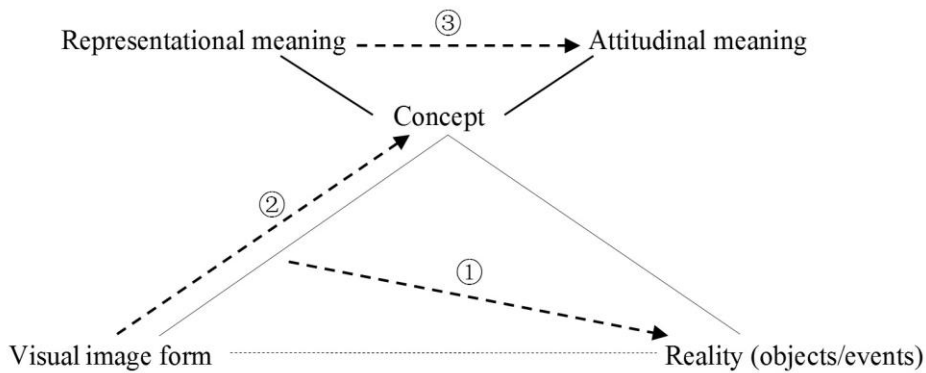 ③
Representational meaning Attitudinal meaning
Concept
②
①
Visual image form Reality (objects/events)